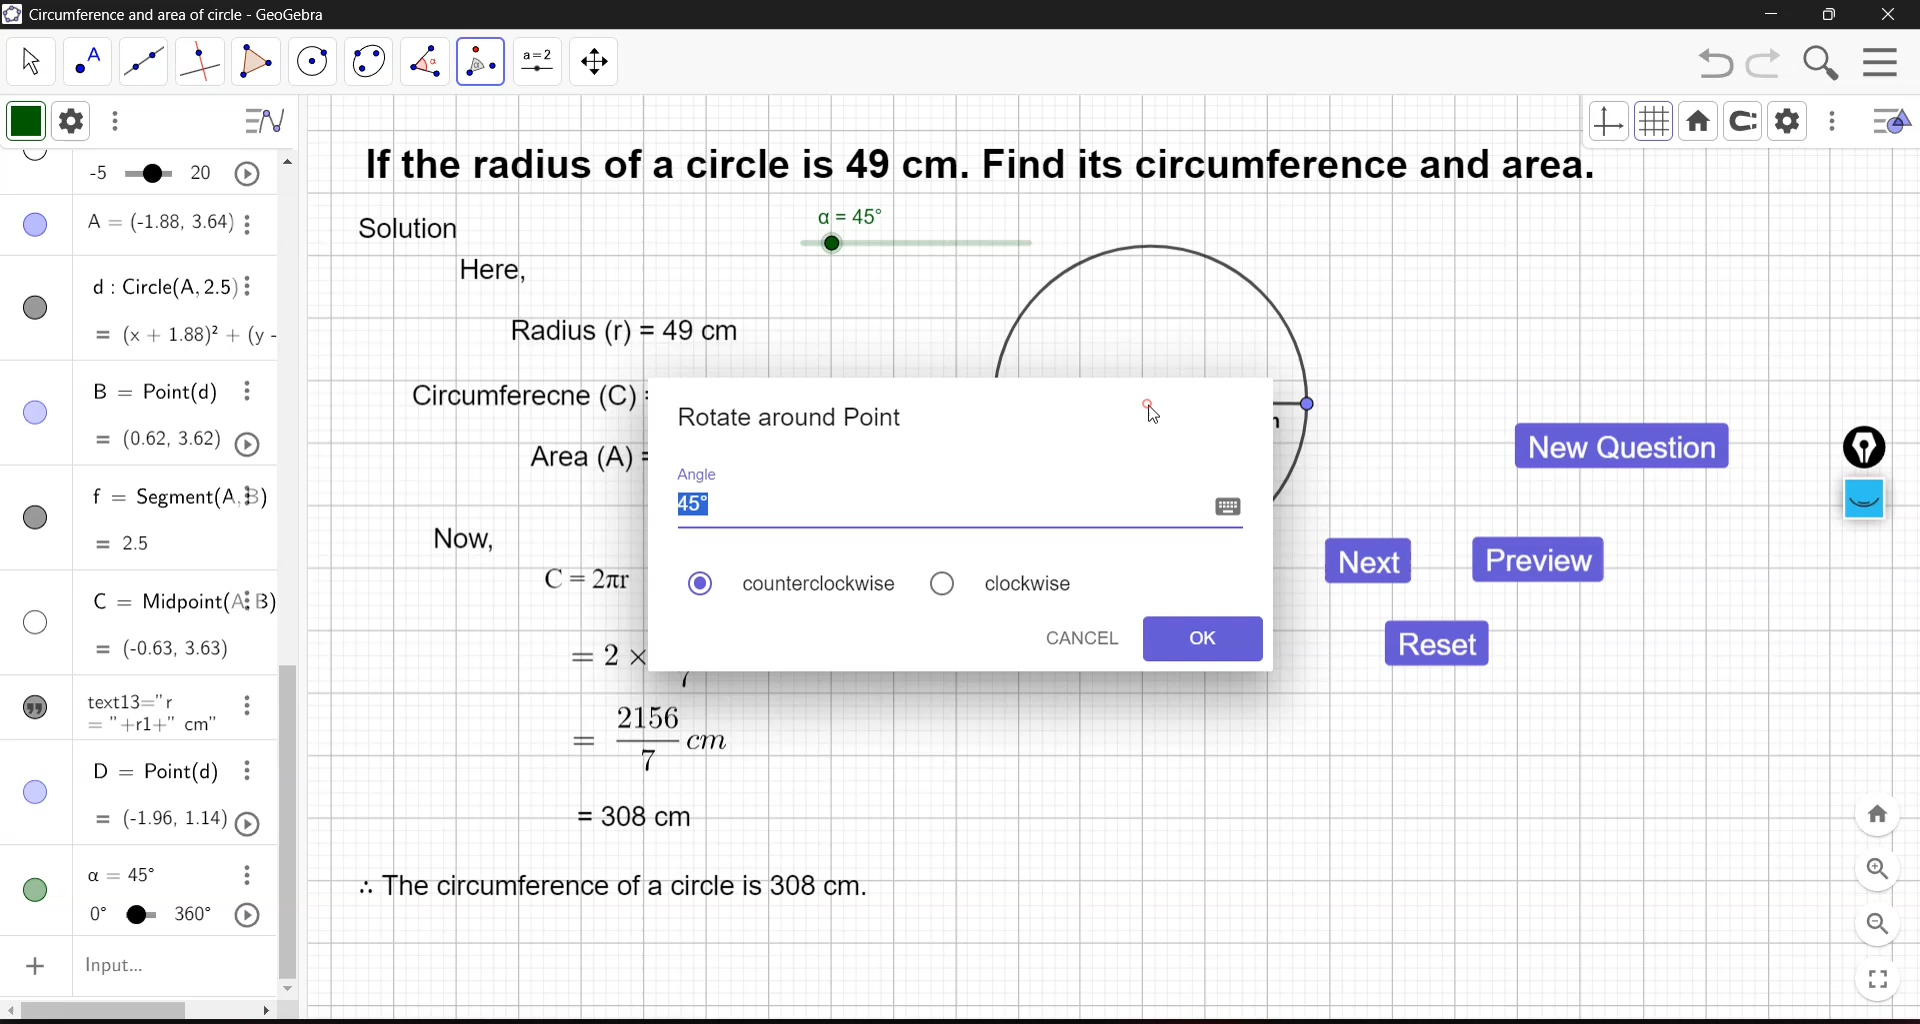 Circumference and area of circle - GeoGebra
A
α
α
a = 2
-5 20
A = (-1.88, 3.64)
d : Circle(A, 2.5)
= (x + 1.88)² + (y -
B = Point(d)
= (0.62, 3.62)
f = Segment(A, B)
= 2.5
C = Midpoint(A, B)
= (-0.63, 3.63)
text13="r
= "+r1+" cm"
D = Point(d)
= (-1.96, 1.14)
α = 45°
0° 360°
+ Input...
If the radius of a circle is 49 cm. Find its circumference and area.
Solution
α = 45°
Here,
Radius (r) = 49 cm
Circumferecne (C) =
Area (A) =
Now,
C = 2πr
= 2 ×
7
= 2156
7 cm
= 308 cm
∴ The circumference of a circle is 308 cm.
Rotate around Point
Angle
45°
counterclockwise clockwise
CANCEL OK
New Question
Next Preview
Reset